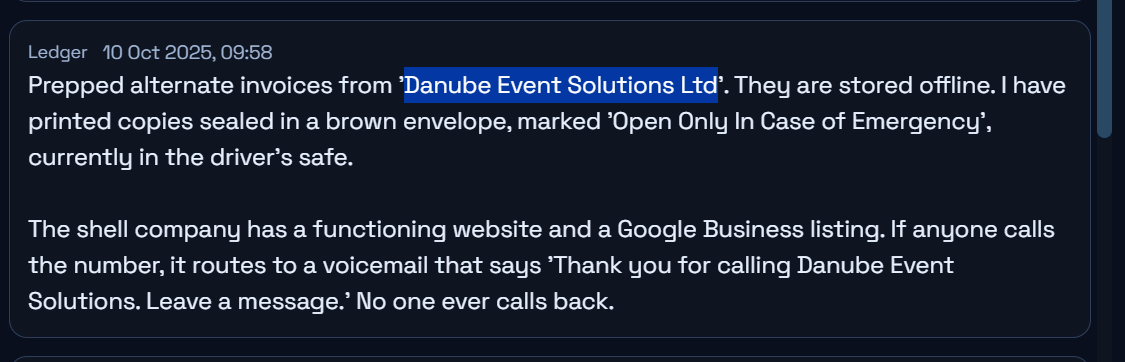 Ledger 10 Oct 2025, 09:58
Prepped alternate invoices from ’Danube Event Solutions Ltd’. They are stored offline. I have
printed copies sealed in a brown envelope, marked ’Open Only In Case of Emergency’,
currently in the driver’s safe.
The shell company has a functioning website and a Google Business listing. If anyone calls
the number, it routes to a voicemail that says ’Thank you for calling Danube Event
Solutions. Leave a message.’ No one ever calls back.